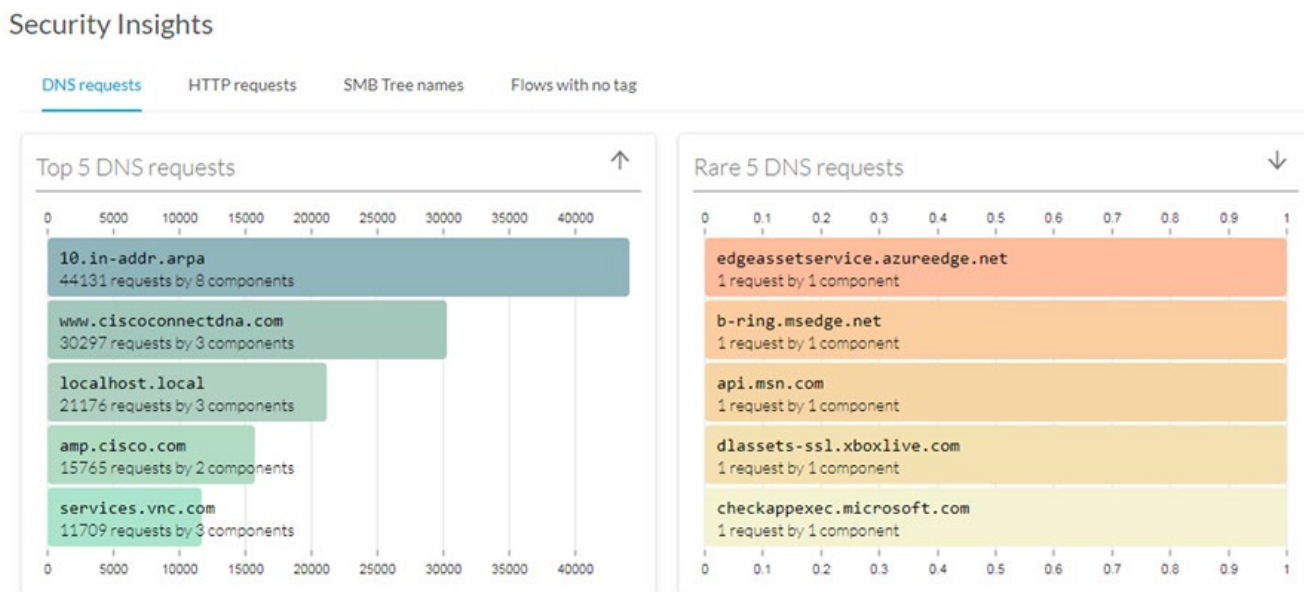 Security Insights
DNS requests HTTP requests SMB Tree names Flows with no tag
Top 5 DNS requests
0 5000 10000 15000 20000 25000 30000 35000 40000
10.in-addr.arpa
44131 requests by 8 components
www.ciscoconnectdna.com
30297 requests by 3 components
localhost.local
21176 requests by 3 components
amp.cisco.com
15765 requests by 2 components
services.vnc.com
11709 requests by 3 components
0 5000 10000 15000 20000 25000 30000 35000 40000
Rare 5 DNS requests
0 0.1 0.2 0.3 0.4 0.5 0.6 0.7 0.8 0.9 1
edgeassetservice.azureedge.net
1 request by 1 component
b-ring.msedge.net
1 request by 1 component
api.msn.com
1 request by 1 component
dlassets-ssl.xboxlive.com
1 request by 1 component
checkappexec.microsoft.com
1 request by 1 component
0 0.1 0.2 0.3 0.4 0.5 0.6 0.7 0.8 0.9 1